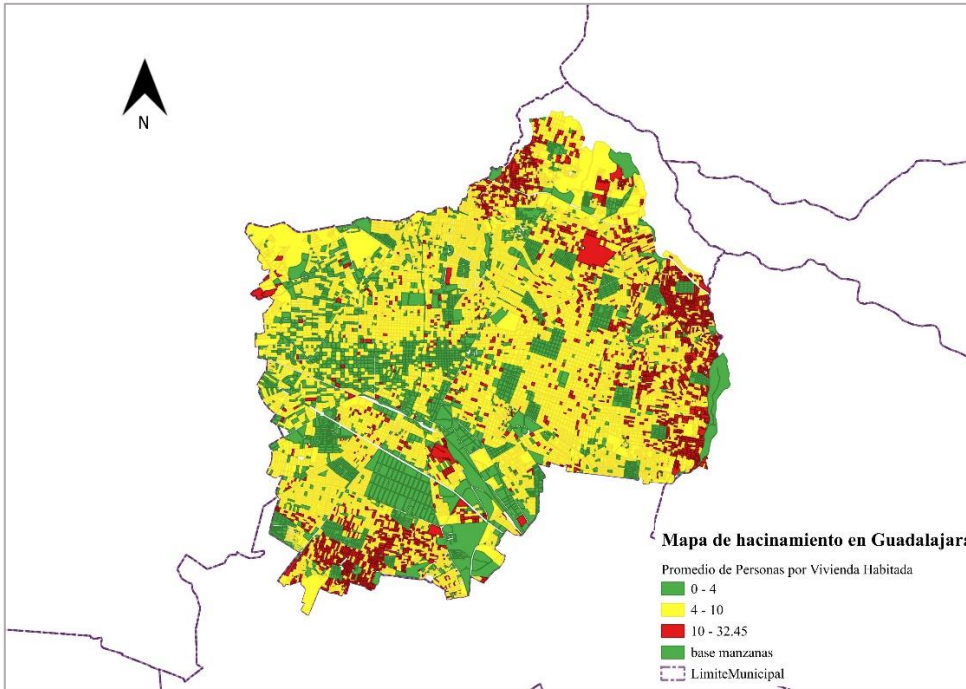 N
Mapa de hacinamiento en Guadalajara
Promedio de Personas por Vivienda Habitada
0 - 4
4 - 10
10 - 32.45
base manzanas
LimiteMunicipal